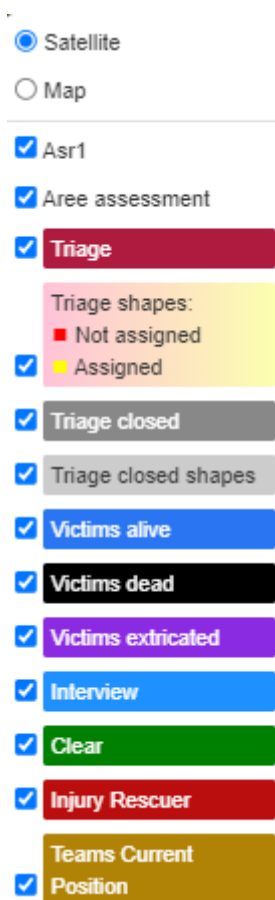 Satellite
Map
Asr1
Aree assessment
Triage
Triage shapes:
Not assigned
Assigned
Triage closed
Triage closed shapes
Victims alive
Victims dead
Victims extricated
Interview
Clear
Injury Rescuer
Teams Current
Position